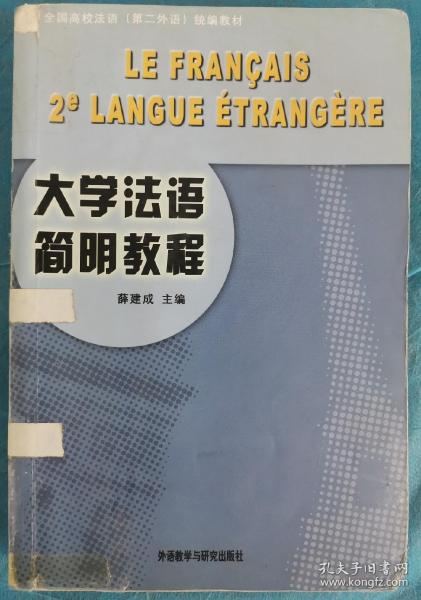 全国高校法语（第二外语）统编教材
LE FRANÇAIS
2e LANGUE ÉTRANGÈRE
大学法语
简明教程
薛建成 主编
外语教学与研究出版社
孔夫子旧书网
kongfz.com